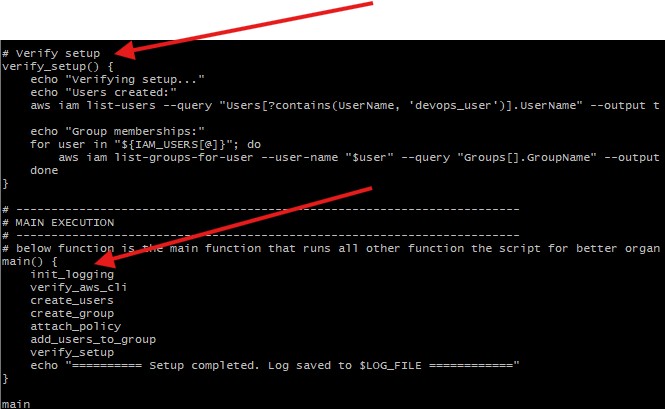 # Verify setup
verify_setup() {
    echo "Verifying setup..."
    echo "Users created:"
    aws iam list-users --query "Users[?contains(UserName, 'devops_user')].UserName" --output t

    echo "Group memberships:"
    for user in "${IAM_USERS[@]}"; do
        aws iam list-groups-for-user --user-name "$user" --query "Groups[].GroupName" --output
    done
}

# ------------------------------------------------------------
# MAIN EXECUTION
# ------------------------------------------------------------
# below function is the main function that runs all other function the script for better organ
main() {
    init_logging
    verify_aws_cli
    create_users
    create_group
    attach_policy
    add_users_to_group
    verify_setup
    echo "========== Setup completed. Log saved to $LOG_FILE ============"
}

main